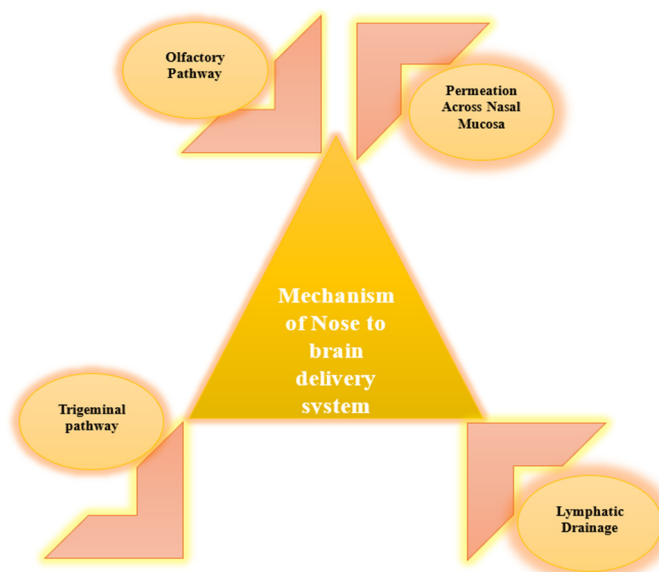 Olfactory
Pathway
Permeation
Across Nasal
Mucosa
Mechanism
of Nose to
brain
delivery
system
Trigeminal
pathway
Lymphatic
Drainage